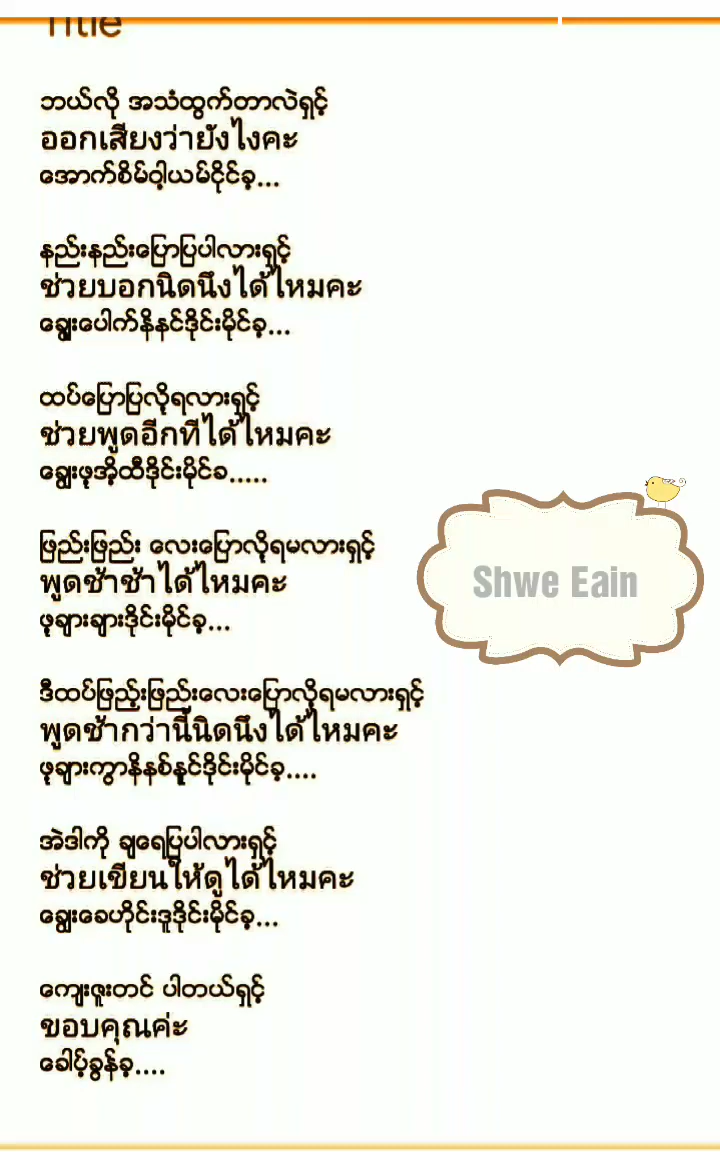 Title
ဘယ်လို အသံထွက်တာလဲရှင့်
ออกเสียงว่ายังไงคะ
အောက်စိမ်ဝါ့ယမ်ငိုင်ခ့...
နည်းနည်းပြောပြပါလားရှင့်
ช่วยบอกนิดนึงได้ไหมคะ
ချွေးပေါက်နိနင်ဒိုင်းမိုင်ခ့...
ထပ်ပြောပြလို့ရလားရှင့်
ช่วยพูดอีกทีได้ไหมคะ
ချွေးဖုအိ့ထီဒိုင်းမိုင်ခ.....
ဖြည်းဖြည်း လေးပြောလို့ရမလားရှင့်
พูดช้าช้าได้ไหมคะ
ဖုချားချားဒိုင်းမိုင်ခ့...
Shwe Eain
ဒီထပ်ဖြည့်းဖြည်းလေးပြောလို့ရမလားရှင့်
พูดช้ากว่านี้นิดนึงได้ไหมคะ
ဖုချားကွာနိနစ်နူင်ဒိုင်းမိုင်ခ့....
အဲဒါကို ချရေပြပါလားရှင့်
ช่วยเขียนให้ดูได้ไหมคะ
ချွေးခေဟိုင်းဒူဒိုင်းမိုင်ခ့...
ကျေးဇူးတင် ပါတယ်ရှင့်
ขอบคุณค่ะ
ခေါပ့်ခွန်ခ့....